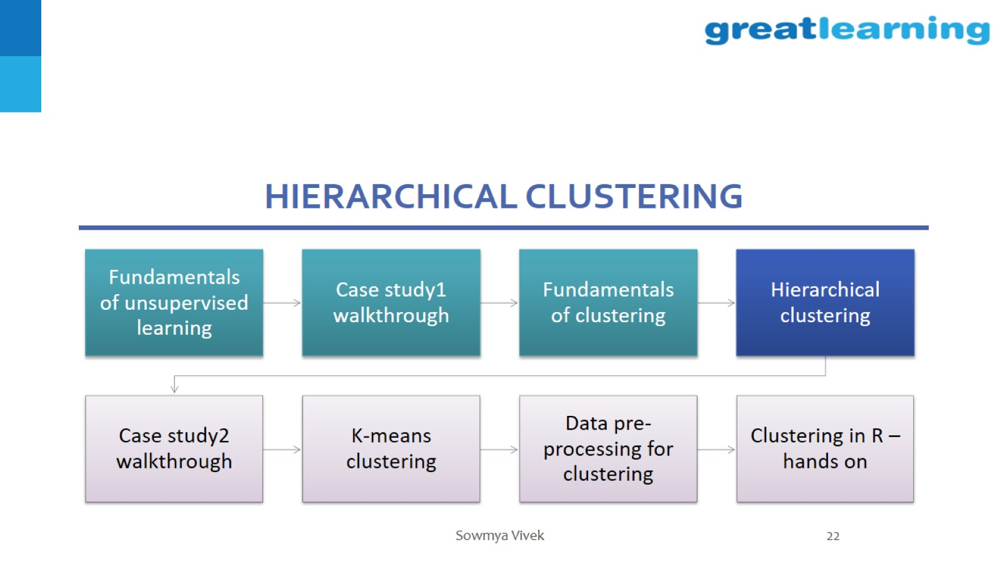 greatlearning
HIERARCHICAL CLUSTERING
Fundamentals
of unsupervised
learning
Case study1
walkthrough
Fundamentals
of clustering
Hierarchical
clustering
Case study2
walkthrough
K-means
clustering
Data pre-
processing for
clustering
Clustering in R –
hands on
Sowmya Vivek
22